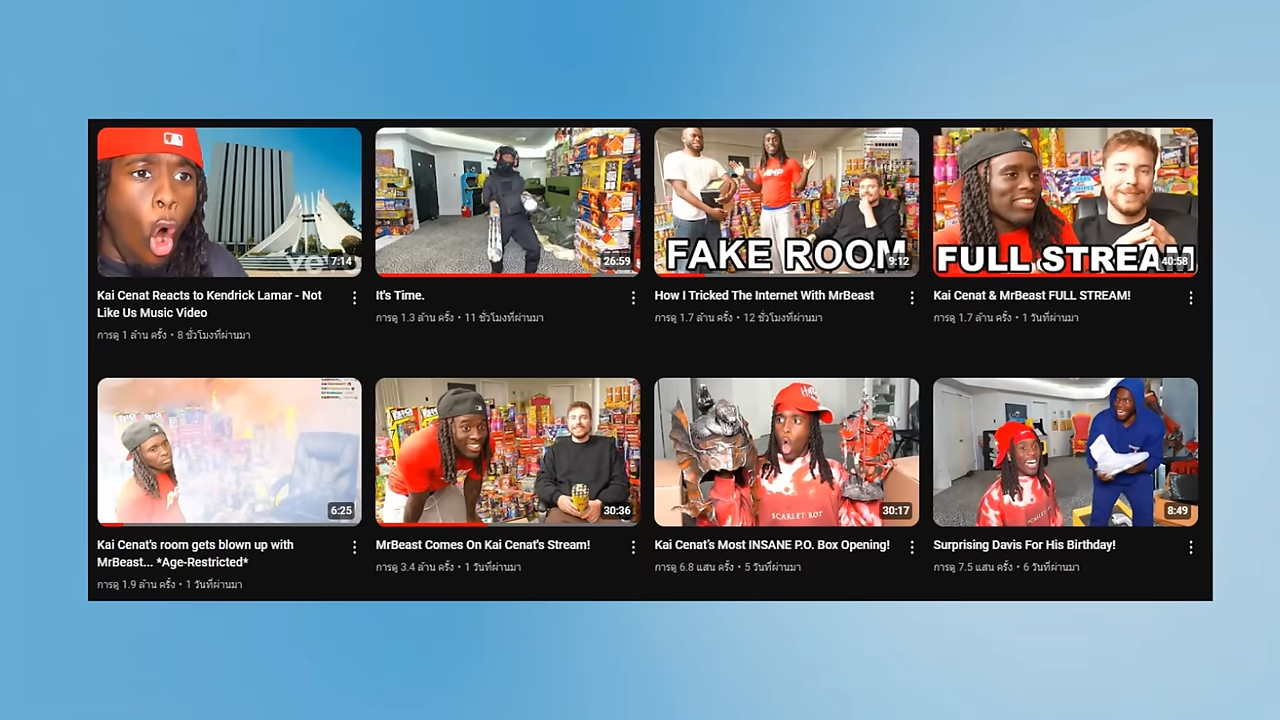 7:14
26:59
FAKE ROOM
9:12
FULL STREAM
40:58
Kai Cenat Reacts to Kendrick Lamar - Not
Like Us Music Video
การดู 1 ล้าน ครั้ง • 8 ชั่วโมงที่ผ่านมา
It's Time.
การดู 1.3 ล้าน ครั้ง • 11 ชั่วโมงที่ผ่านมา
How I Tricked The Internet With MrBeast
การดู 1.7 ล้าน ครั้ง • 12 ชั่วโมงที่ผ่านมา
Kai Cenat & MrBeast FULL STREAM!
การดู 1.7 ล้าน ครั้ง • 1 วันที่ผ่านมา
6:25
30:36
SCARLET ROT
30:17
8:49
Kai Cenat's room gets blown up with
MrBeast... *Age-Restricted*
การดู 1.9 ล้าน ครั้ง • 1 วันที่ผ่านมา
MrBeast Comes On Kai Cenat's Stream!
การดู 3.4 ล้าน ครั้ง • 1 วันที่ผ่านมา
Kai Cenat’s Most INSANE P.O. Box Opening!
การดู 6.8 แสน ครั้ง • 5 วันที่ผ่านมา
Surprising Davis For His Birthday!
การดู 7.5 แสน ครั้ง • 6 วันที่ผ่านมา